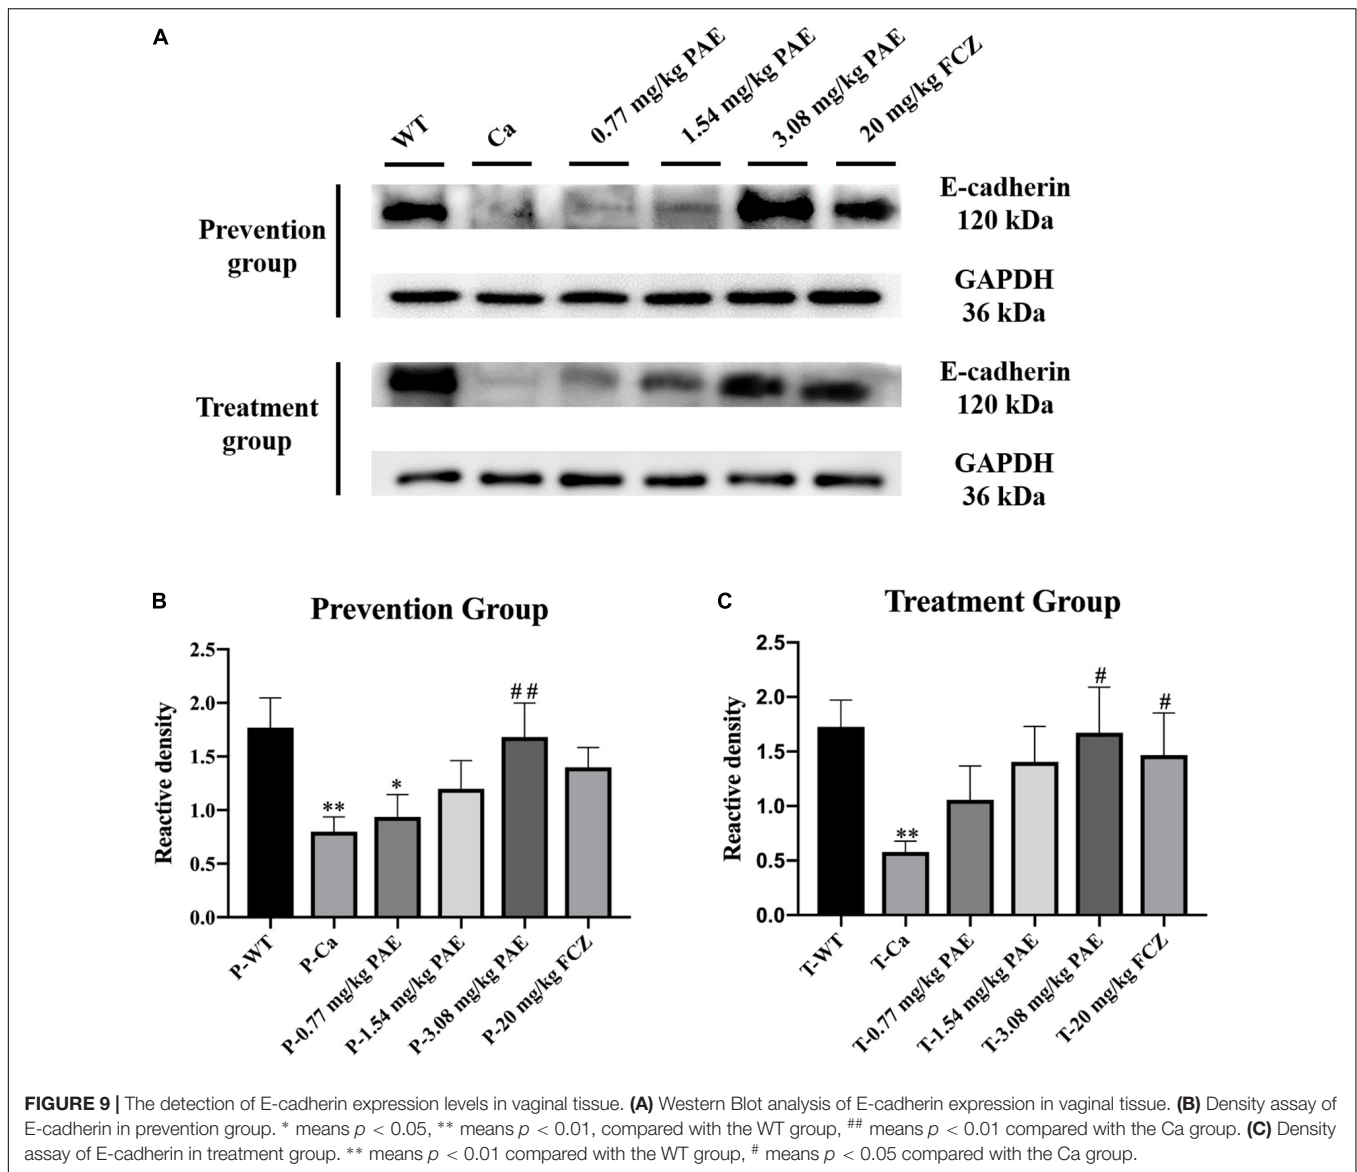 A
WT
Ca
0.77 mg/kg PAE
1.54 mg/kg PAE
3.08 mg/kg PAE
20 mg/kg FCZ
Prevention
group
E-cadherin
120 kDa
GAPDH
36 kDa
Treatment
group
E-cadherin
120 kDa
GAPDH
36 kDa
B
Prevention Group
Reactive density
2.5
2.0
1.5
1.0
0.5
0.0
**
*
##
P-WT
P-Ca
P-0.77 mg/kg PAE
P-1.54 mg/kg PAE
P-3.08 mg/kg PAE
P-20 mg/kg FCZ
C
Treatment Group
Reactive density
2.5
2.0
1.5
1.0
0.5
0.0
**
#
#
T-WT
T-Ca
T-0.77 mg/kg PAE
T-1.54 mg/kg PAE
T-3.08 mg/kg PAE
T-20 mg/kg FCZ
FIGURE 9 | The detection of E-cadherin expression levels in vaginal tissue. (A) Western Blot analysis of E-cadherin expression in vaginal tissue. (B) Density assay of
E-cadherin in prevention group. * means p < 0.05, ** means p < 0.01, compared with the WT group, ## means p < 0.01 compared with the Ca group. (C) Density
assay of E-cadherin in treatment group. ** means p < 0.01 compared with the WT group, # means p < 0.05 compared with the Ca group.